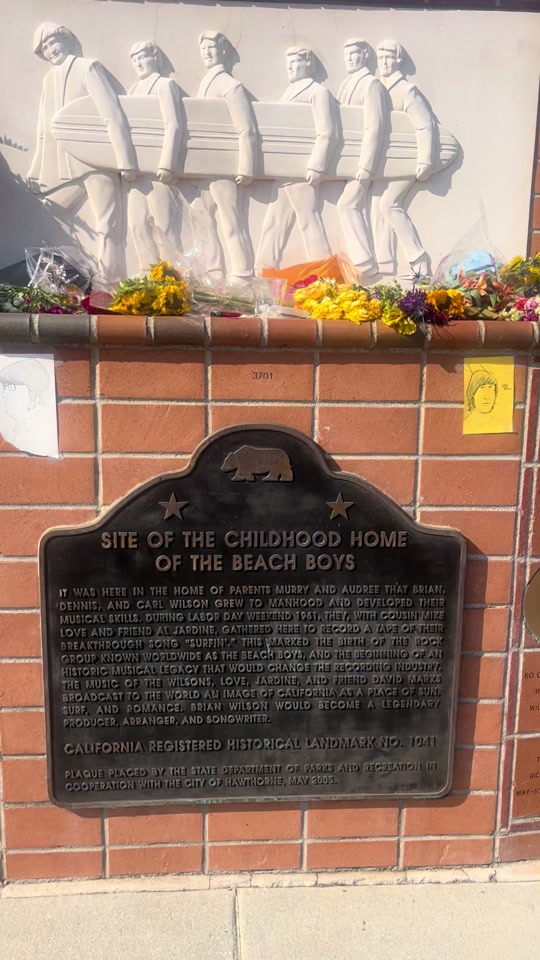 3701
SITE OF THE CHILDHOOD HOME
OF THE BEACH BOYS
IT WAS HERE IN THE HOME OF PARENTS MURRY AND AUDREE THAT BRIAN,
DENNIS, AND CARL WILSON GREW TO MANHOOD AND DEVELOPED THEIR
MUSICAL SKILLS. DURING LABOR DAY WEEKEND 1961, THEY, WITH COUSIN MIKE
LOVE AND FRIEND AL JARDINE, GATHERED HERE TO RECORD A TAPE OF THEIR
BREAKTHROUGH SONG "SURFIN'." THIS MARKED THE BIRTH OF THE ROCK
GROUP KNOWN WORLDWIDE AS THE BEACH BOYS, AND THE BEGINNING OF AN
HISTORIC MUSICAL LEGACY THAT WOULD CHANGE THE RECORDING INDUSTRY.
THE MUSIC OF THE WILSONS, LOVE, JARDINE, AND FRIEND DAVID MARKS
BROADCAST TO THE WORLD AN IMAGE OF CALIFORNIA AS A PLACE OF SUN,
SURF, AND ROMANCE. BRIAN WILSON WOULD BECOME A LEGENDARY
PRODUCER, ARRANGER, AND SONGWRITER.
CALIFORNIA REGISTERED HISTORICAL LANDMARK NO. 1041
PLAQUE PLACED BY THE STATE DEPARTMENT OF PARKS AND RECREATION IN
COOPERATION WITH THE CITY OF HAWTHORNE, MAY 2005.